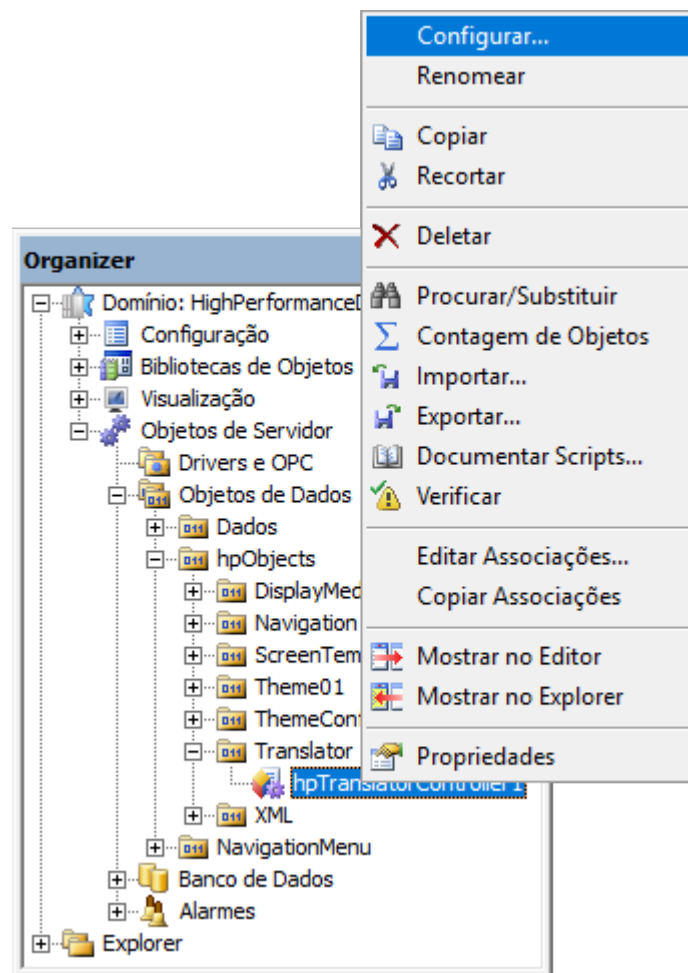 Configurar...
Renomear
Copiar
Recortar
Deletar
Procurar/Substituir
Contagem de Objetos
Importar...
Exportar...
Documentar Scripts...
Verificar
Editar Associações...
Copiar Associações
Mostrar no Editor
Mostrar no Explorer
Propriedades
Organizer
Domínio: HighPerformance
Configuração
Bibliotecas de Objetos
Visualização
Objetos de Servidor
Drivers e OPC
Objetos de Dados
Dados
hpObjects
DisplayMed
Navigation
ScreenTem
Theme01
ThemeCon
Translator
hpTranslatorController1
XML
NavigationMenu
Banco de Dados
Alarmes
Explorer